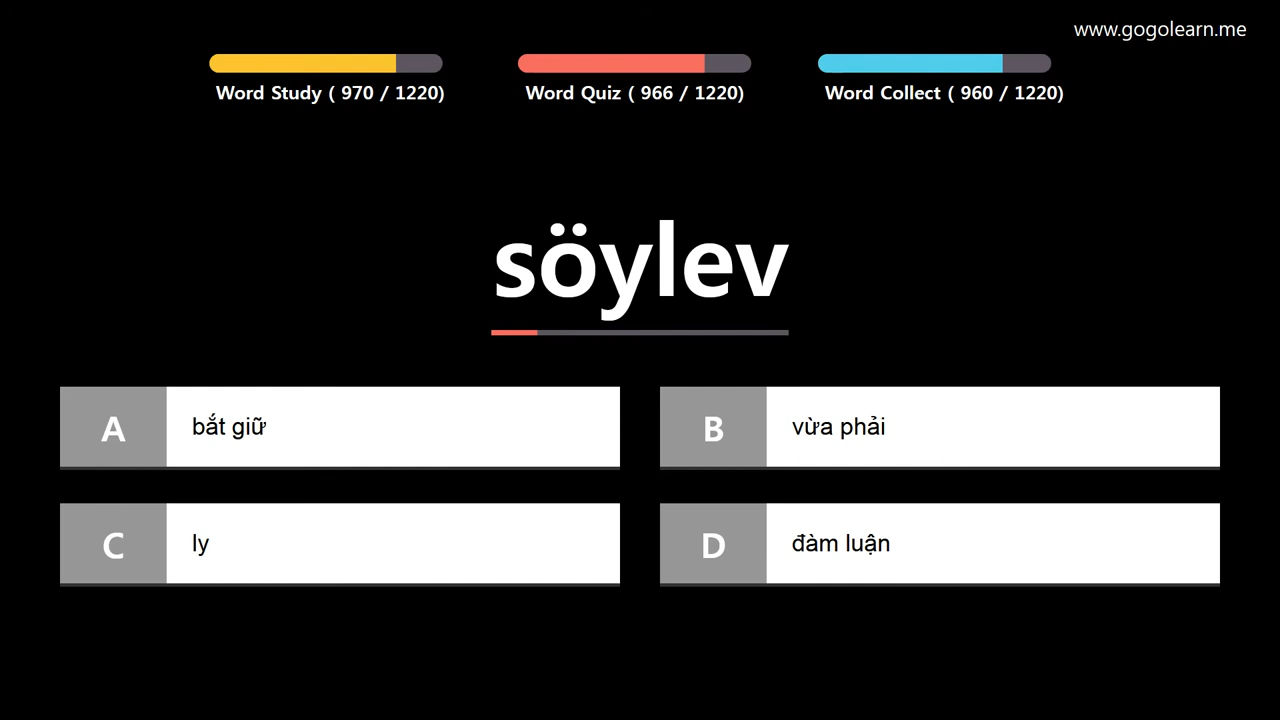 www.gogolearn.me
Word Study ( 970 / 1220)
Word Quiz ( 966 / 1220)
Word Collect ( 960 / 1220)
söylev
A bắt giữ
B vừa phải
C ly
D đàm luận